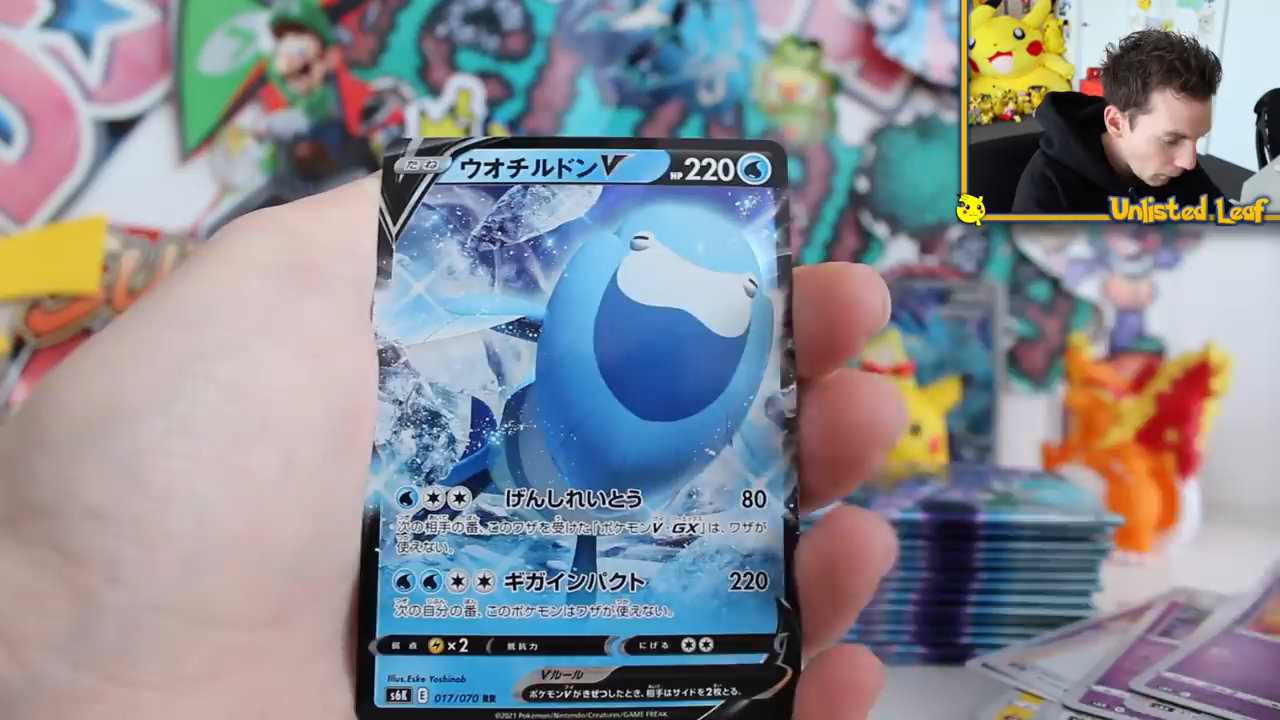 たね ウオチルドンV HP 220
Unlisted Leaf
げんしれいとう 80
次の相手の番、このワザを受けた「ポケモンV・GX」は、ワザが
使えない。
ギガインパクト 220
次の自分の番、このポケモンはワザが使えない。
弱点 ×2 抵抗力 にげる
Illus.Eske Yoshinob
Vルール
s6K E 017/070 RR
ポケモンVがきぜつしたとき、相手はサイドを2枚とる。
©2021 Pokémon/Nintendo/Creatures/GAME FREAK